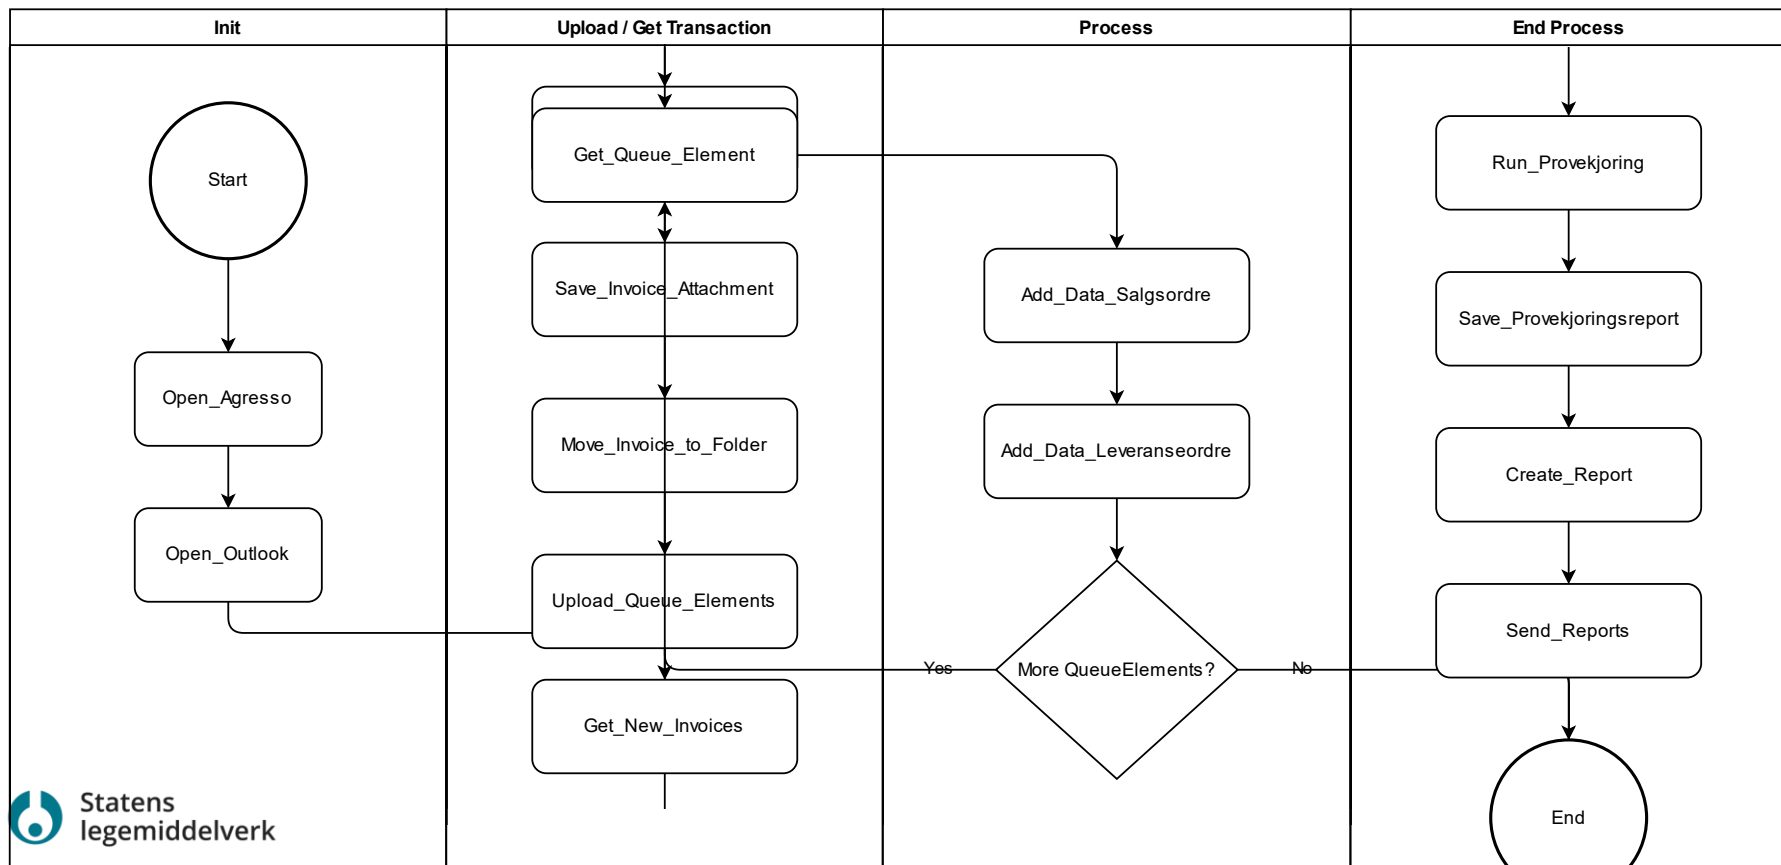 Init
Upload / Get Transaction
Process
End Process
Start
Open_Agresso
Open_Outlook
Get_Queue_Element
Save_Invoice_Attachment
Move_Invoice_to_Folder
Upload_Queue_Elements
Get_New_Invoices
Add_Data_Salgsordre
Add_Data_Leveranseordre
Yes
More QueueElements?
No
Run_Provekjoring
Save_Provekjoringsreport
Create_Report
Send_Reports
End
Statens
legemiddelverk